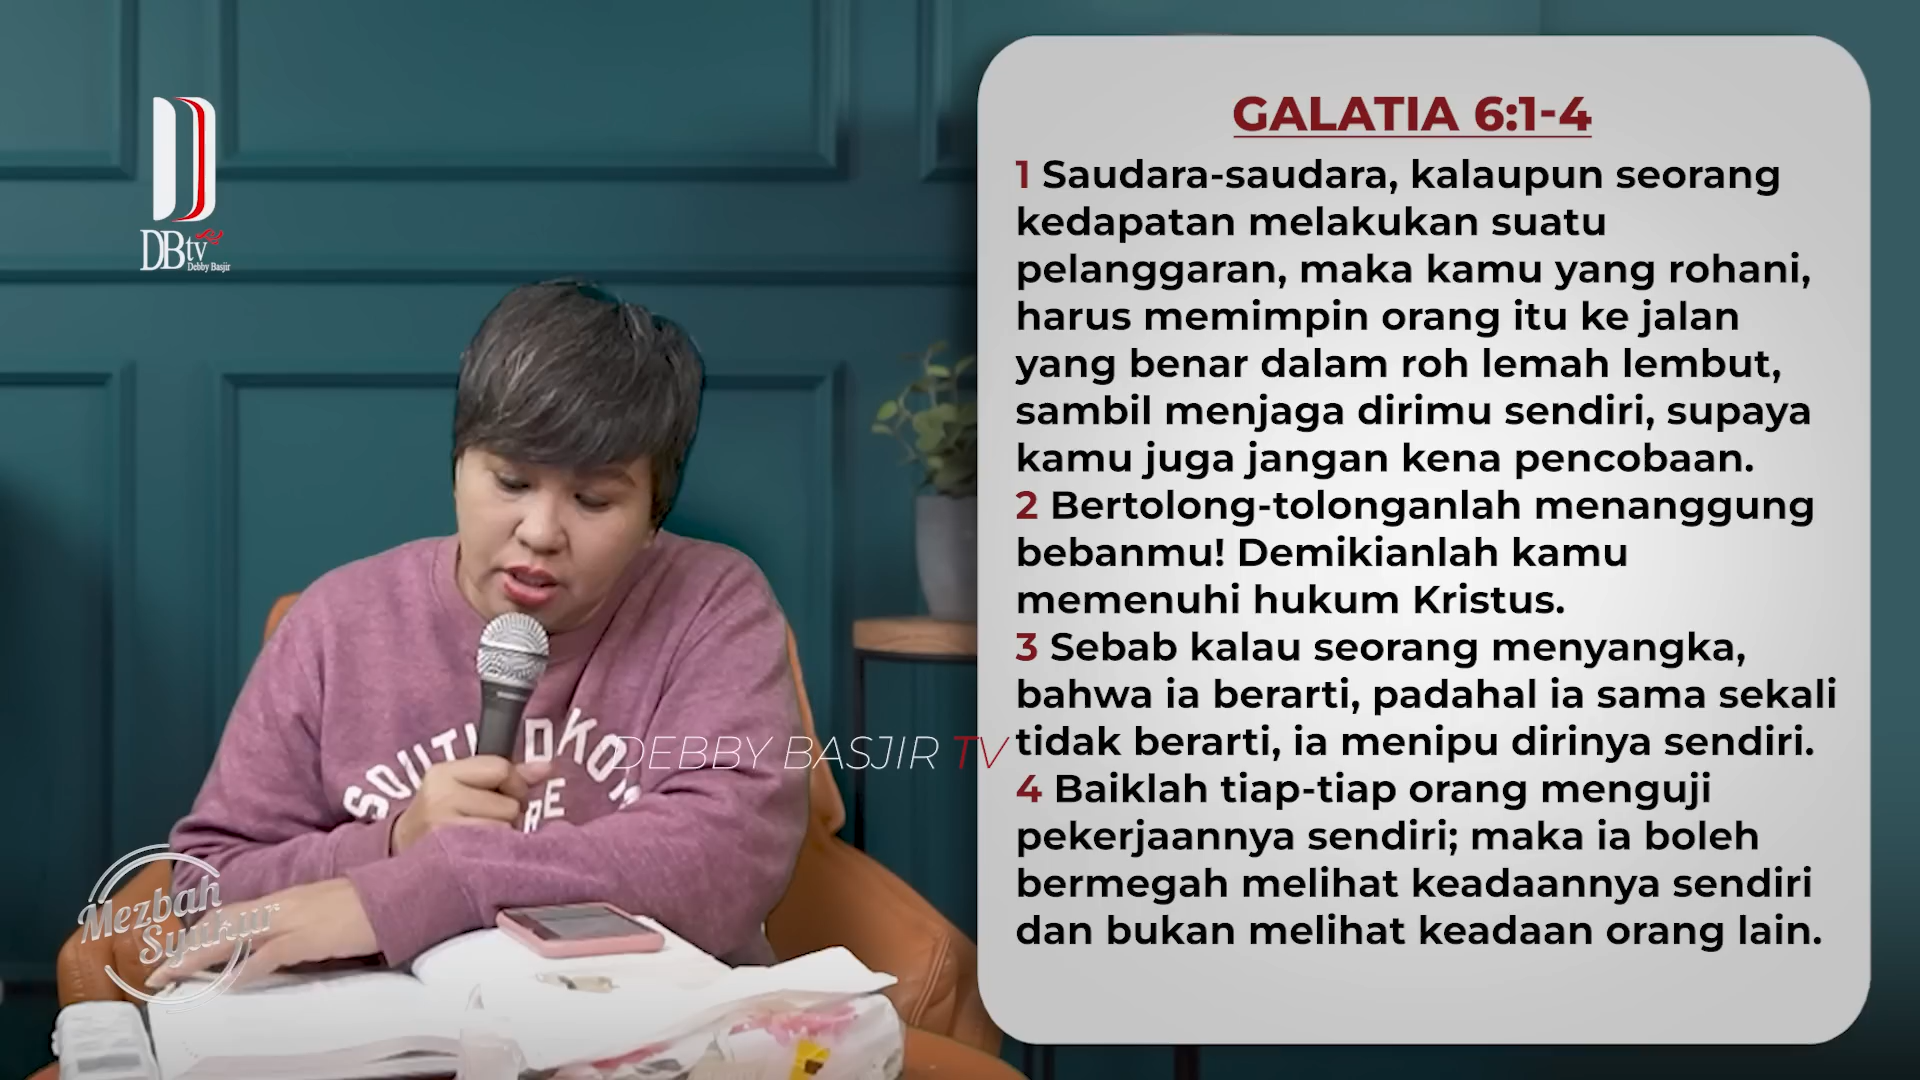 DBtv
Debby Basjir
GALATIA 6:1-4
1 Saudara-saudara, kalaupun seorang
kedapatan melakukan suatu
pelanggaran, maka kamu yang rohani,
harus memimpin orang itu ke jalan
yang benar dalam roh lemah lembut,
sambil menjaga dirimu sendiri, supaya
kamu juga jangan kena pencobaan.
2 Bertolong-tolonganlah menanggung
bebanmu! Demikianlah kamu
memenuhi hukum Kristus.
3 Sebab kalau seorang menyangka,
bahwa ia berarti, padahal ia sama sekali
tidak berarti, ia menipu dirinya sendiri.
4 Baiklah tiap-tiap orang menguji
pekerjaannya sendiri; maka ia boleh
bermegah melihat keadaannya sendiri
dan bukan melihat keadaan orang lain.
DEBBY BASJIR TV
Mezbah
Syukur